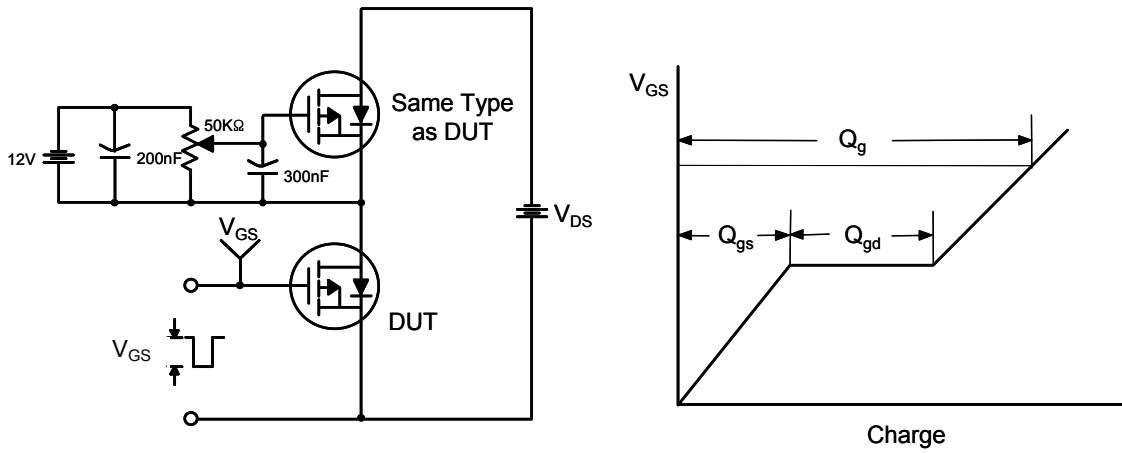 Same Type
as DUT
50KΩ
12V
200nF
300nF
V_GS
V_DS
DUT
V_GS
V_GS
Q_g
Q_gs
Q_gd
Charge